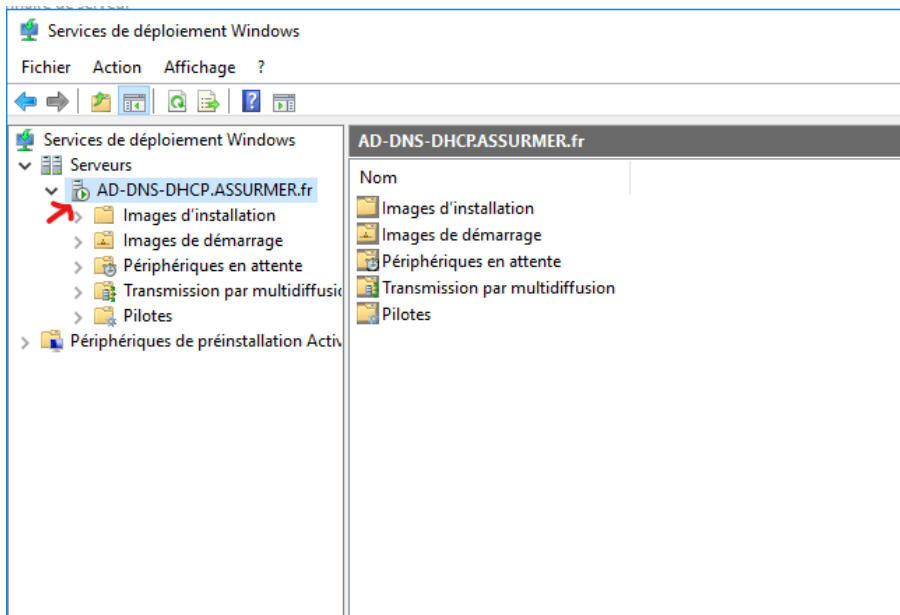 Services de déploiement Windows
Fichier Action Affichage ?
Services de déploiement Windows
Serveurs
AD-DNS-DHCP.ASSURMER.fr
Images d'installation
Images de démarrage
Périphériques en attente
Transmission par multidiffusic
Pilotes
Périphériques de préinstallation Activ
AD-DNS-DHCP.ASSURMER.fr
Nom
Images d'installation
Images de démarrage
Périphériques en attente
Transmission par multidiffusion
Pilotes